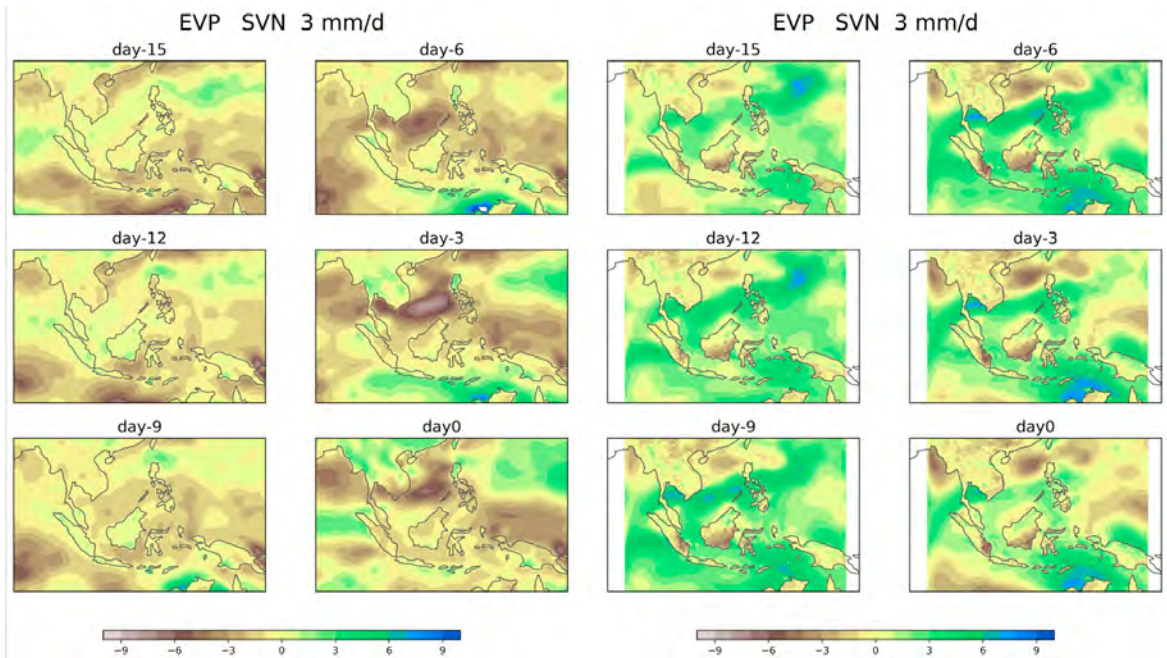 EVP SVN 3 mm/d
EVP SVN 3 mm/d
day-15
day-6
day-15
day-6
day-12
day-3
day-12
day-3
day-9
day0
day-9
day0
−9 −6 −3 0 3 6 9
−9 −6 −3 0 3 6 9